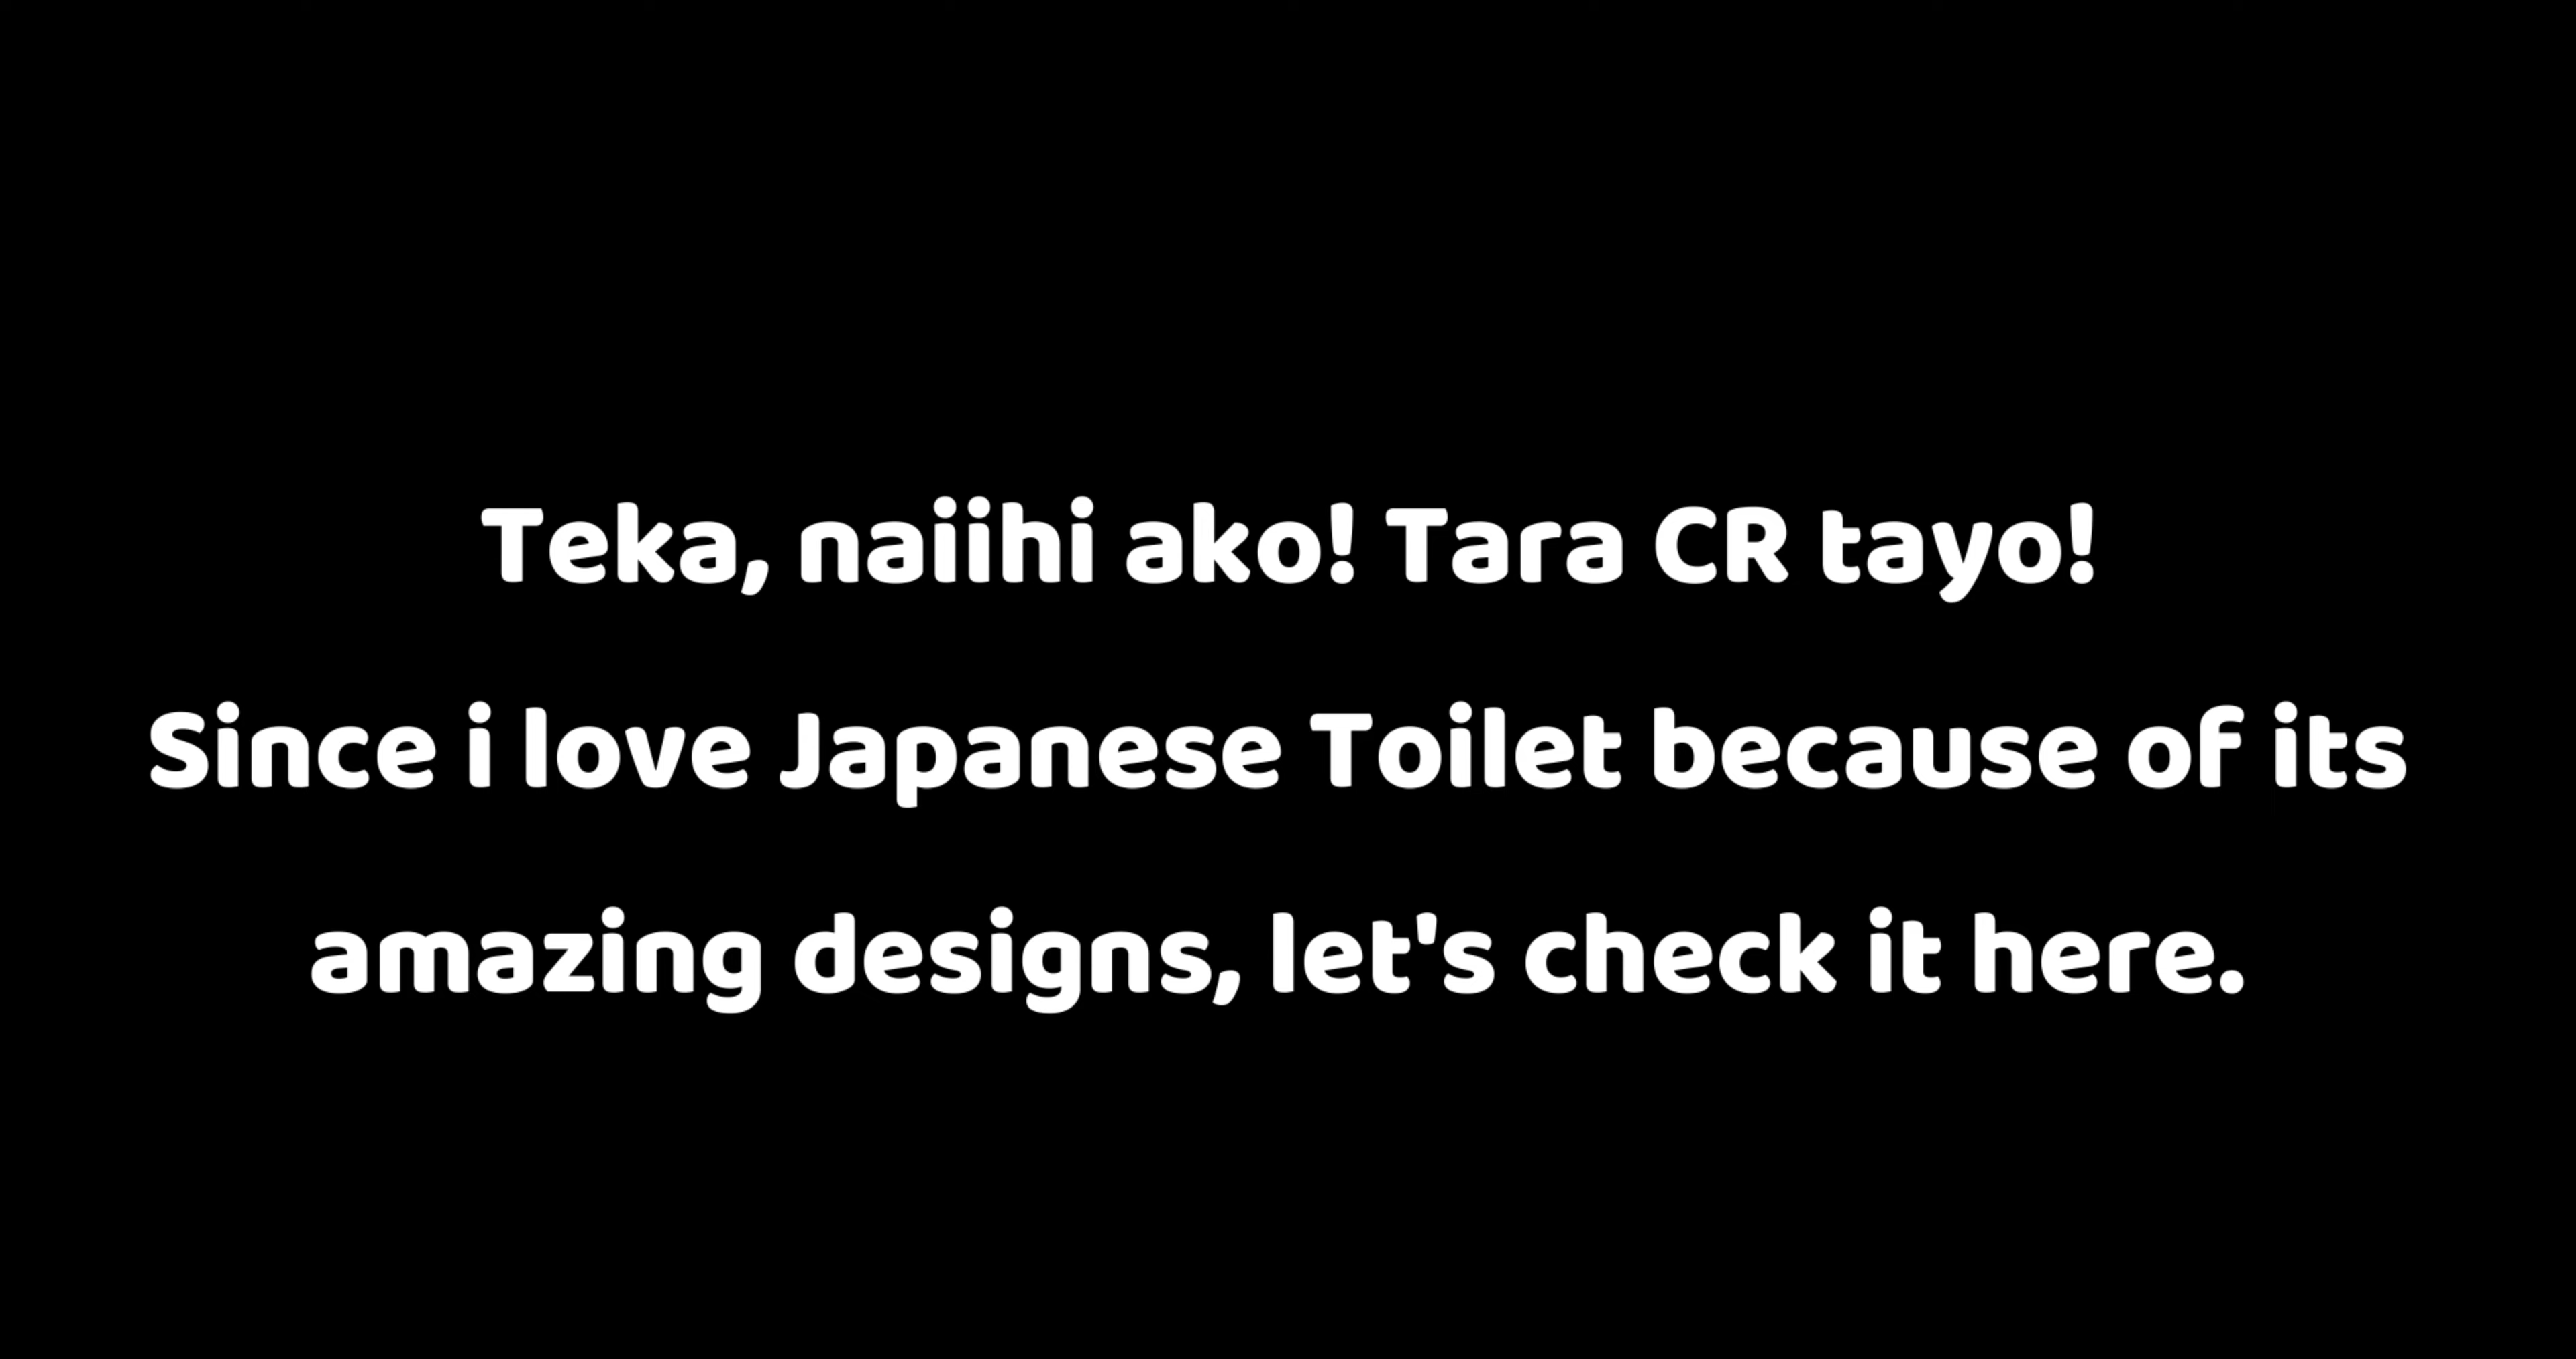 Teka, naiihi ako! Tara CR tayo!
Since i love Japanese Toilet because of its
amazing designs, let's check it here.